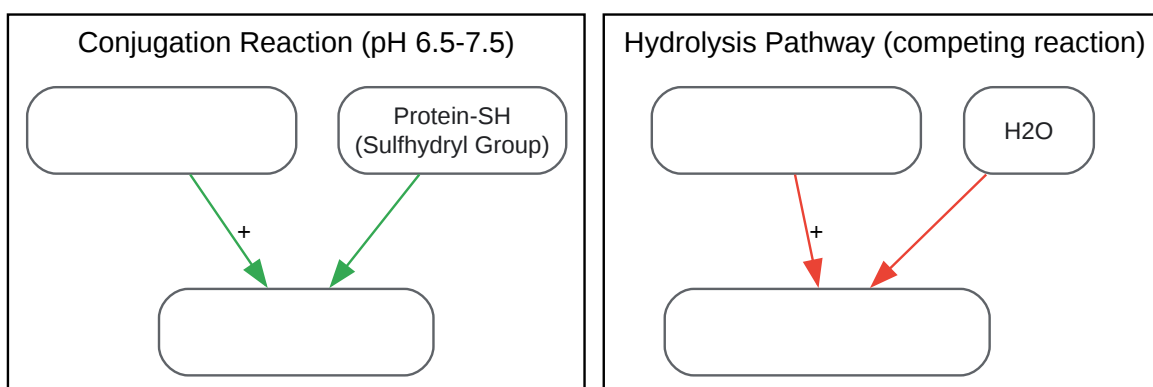 Conjugation Reaction (pH 6.5-7.5)
Protein-SH
(Sulfhydryl Group)
+
Hydrolysis Pathway (competing reaction)
H2O
+